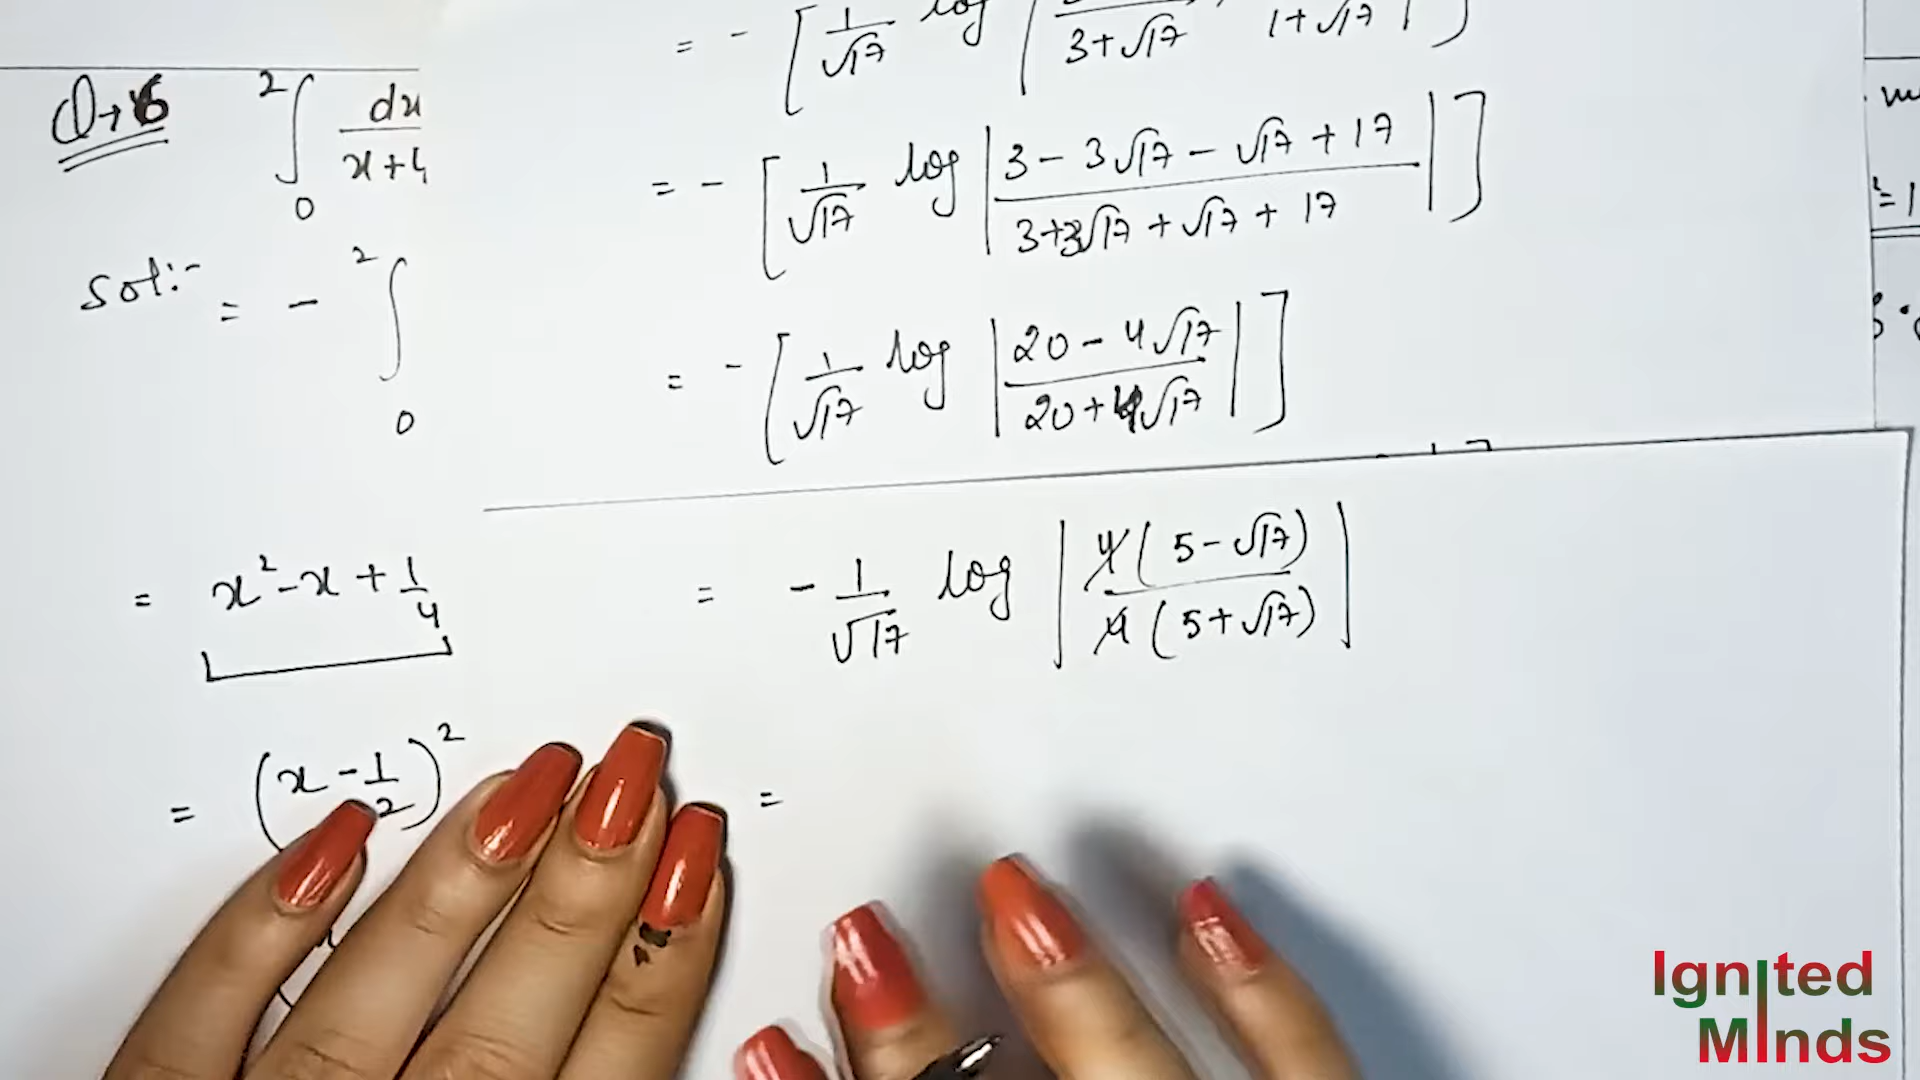 Q→6 2∫0 dx/x+4
Sol:- = - 2∫0
= x²-x+1/4
= (x-1/2)²
= - [1/√17 log | 3+√17 1+√17 |]
= - [1/√17 log |3-3√17-√17+17/3+3√17+√17+17|]
= - [1/√17 log |20-4√17/20+4√17|]
= -1/√17 log |4(5-√17)/4(5+√17)|
=
Ignited
Minds